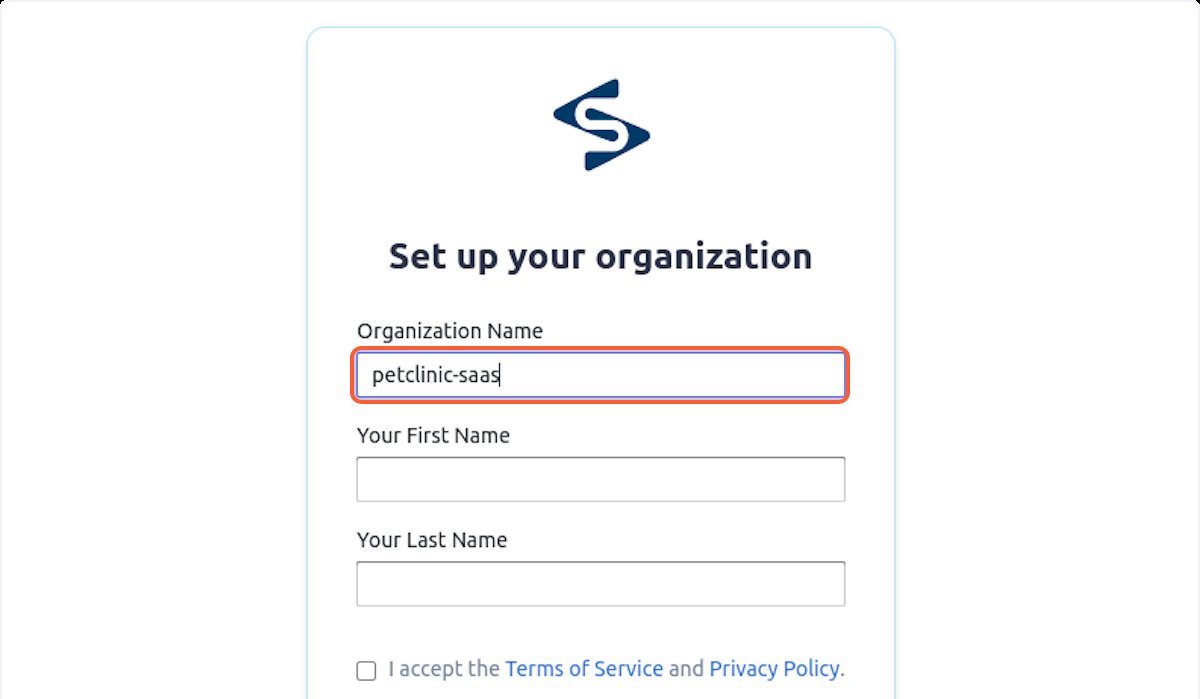 Set up your organization
Organization Name
petclinic-saas
Your First Name
Your Last Name
I accept the Terms of Service and Privacy Policy.